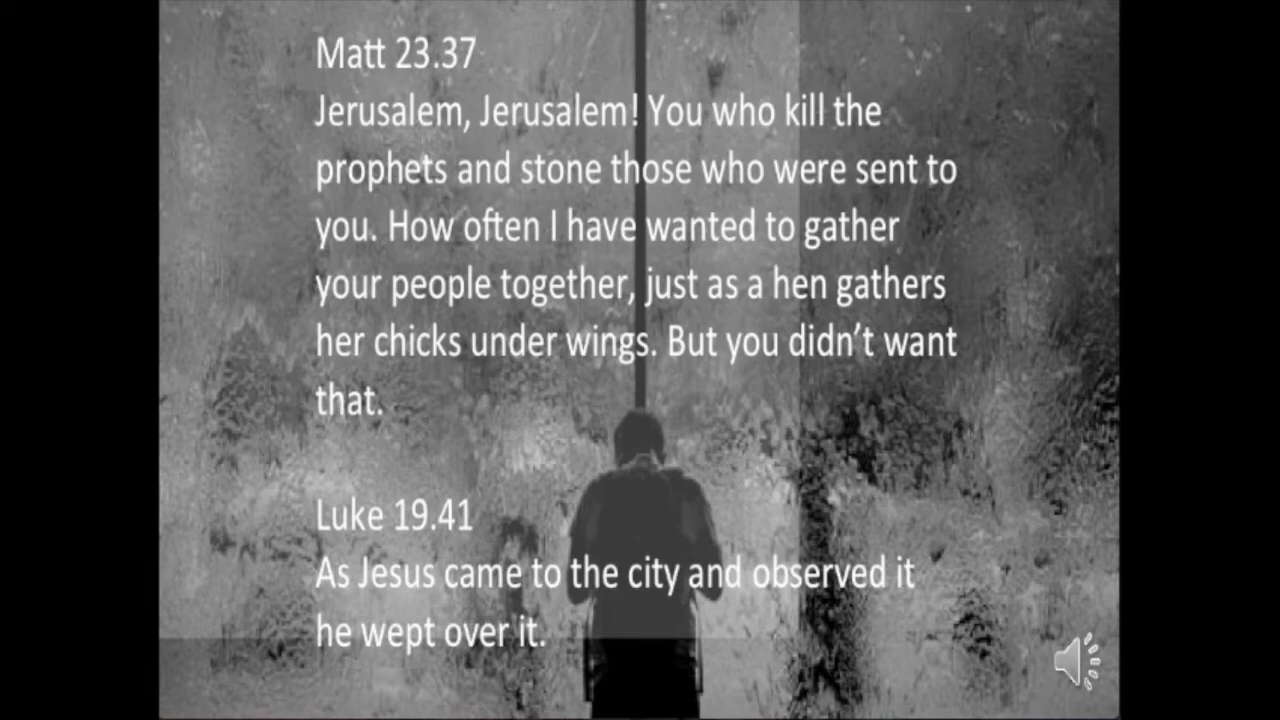 Matt 23.37
Jerusalem, Jerusalem! You who kill the
prophets and stone those who were sent to
you. How often I have wanted to gather
your people together, just as a hen gathers
her chicks under wings. But you didn’t want
that.
Luke 19.41
As Jesus came to the city and observed it
he wept over it.